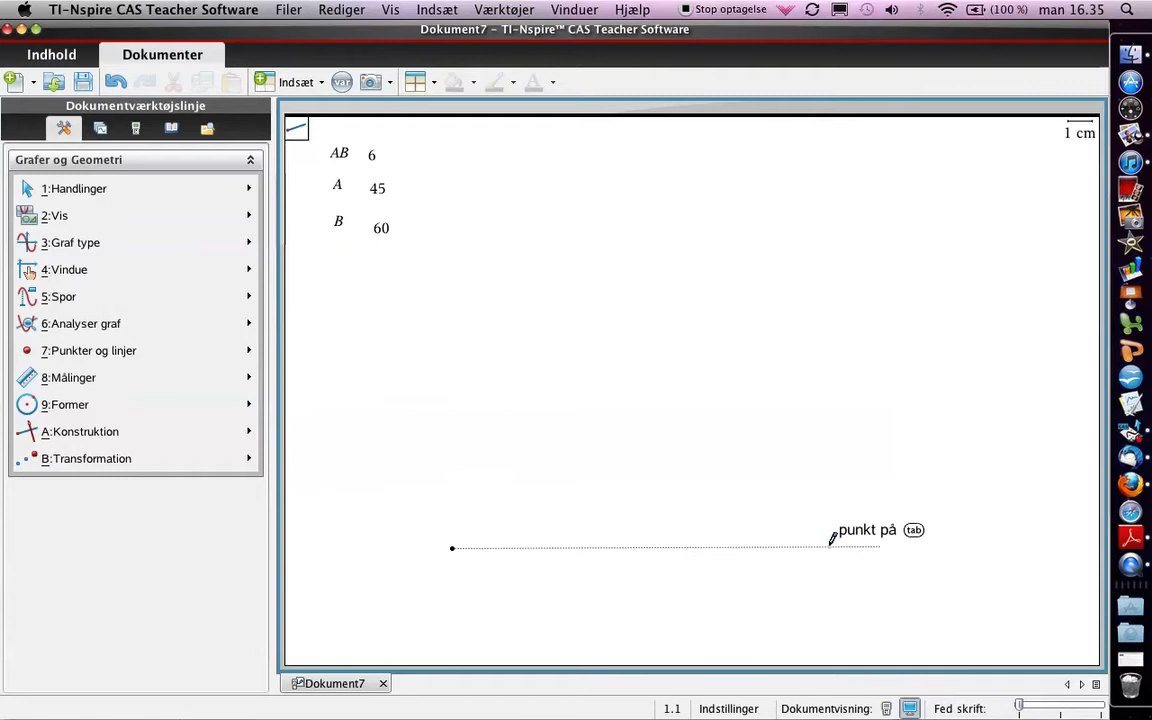 TI-Nspire CAS Teacher Software Filer Rediger Vis Indsæt Værktøjer Vinduer Hjælp Stop optagelse (100 %) man 16.35
Dokument7 – TI-Nspire™ CAS Teacher Software
Indhold Dokumenter
Indsæt var
Dokumentværktøjslinje
Grafer og Geometri
1:Handlinger
2:Vis
3:Graf type
4:Vindue
5:Spor
6:Analyser graf
7:Punkter og linjer
8:Målinger
9:Former
A:Konstruktion
B:Transformation
1 cm
AB 6
A 45
B 60
punkt på tab
Dokument7
1.1 Indstillinger Dokumentvisning: Fed skrift: